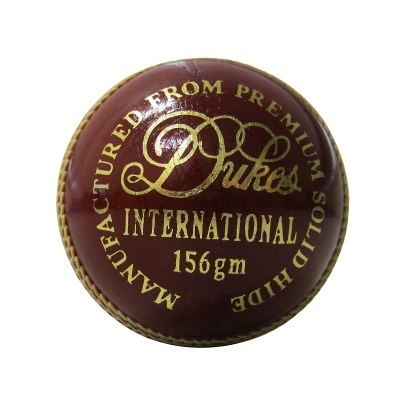 MANUFACTURED FROM PREMIUM SOLID HIDE
Dukes
INTERNATIONAL
156gm